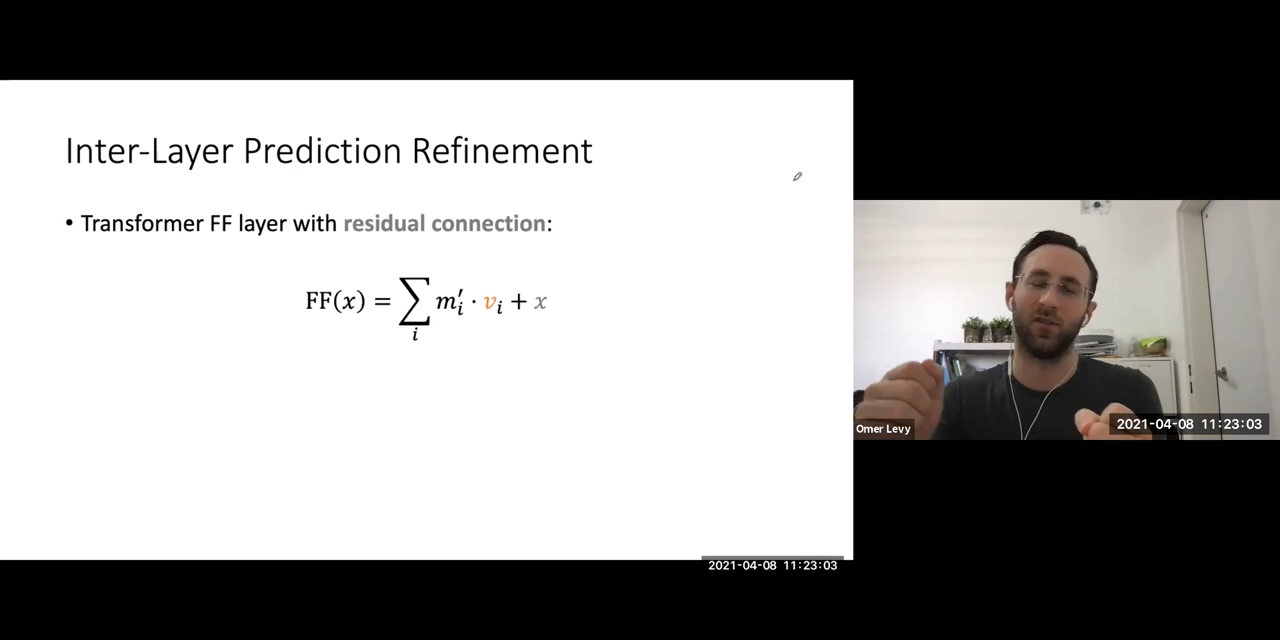 Inter-Layer Prediction Refinement
• Transformer FF layer with residual connection:
FF(x) = ∑ m′ᵢ · vᵢ + x
i
Omer Levy
2021-04-08 11:23:03
2021-04-08 11:23:03